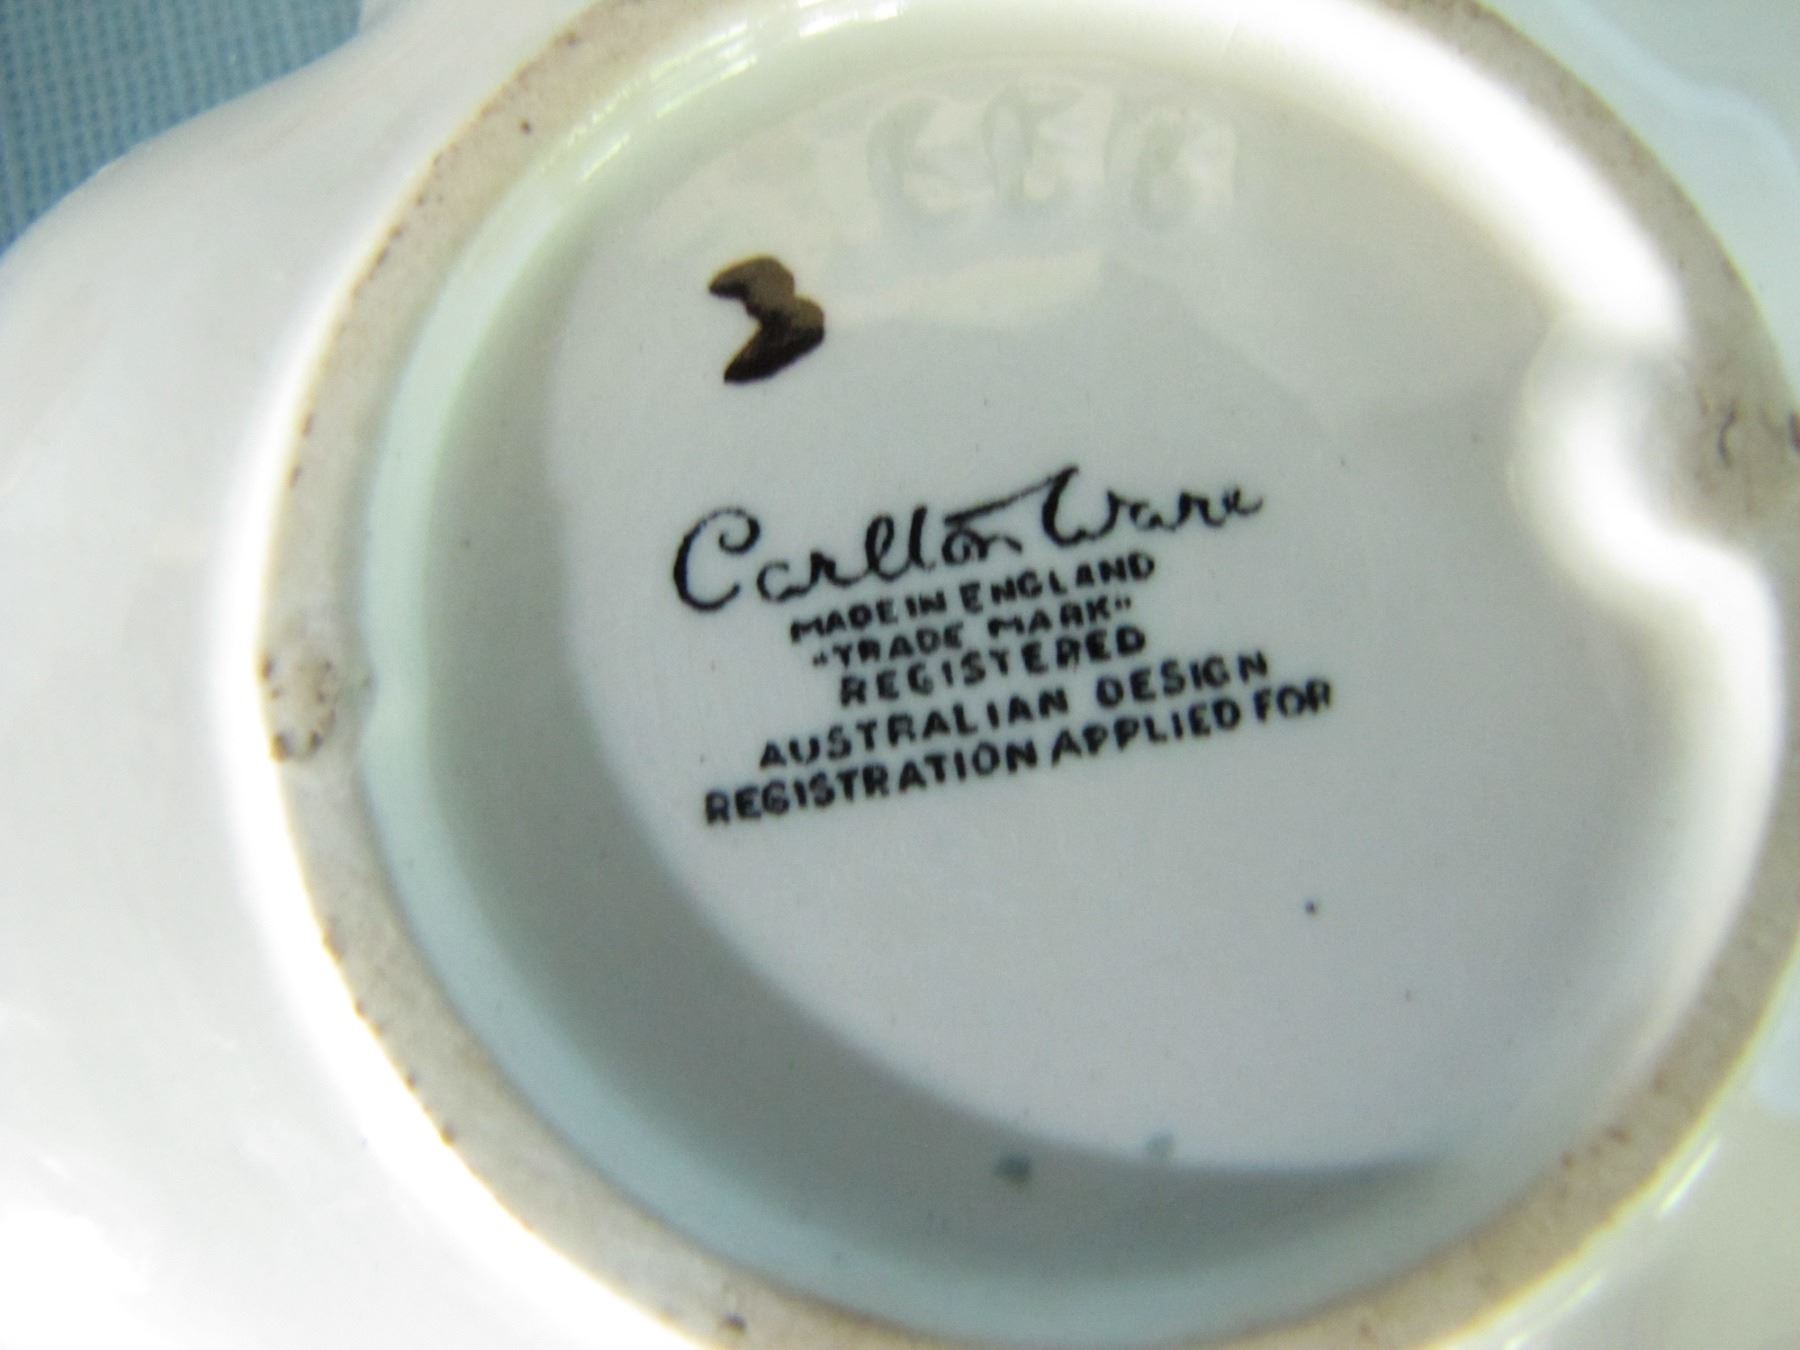 Carlton Ware
MADE IN ENGLAND
"TRADE MARK"
REGISTERED
AUSTRALIAN DESIGN
REGISTRATION APPLIED FOR